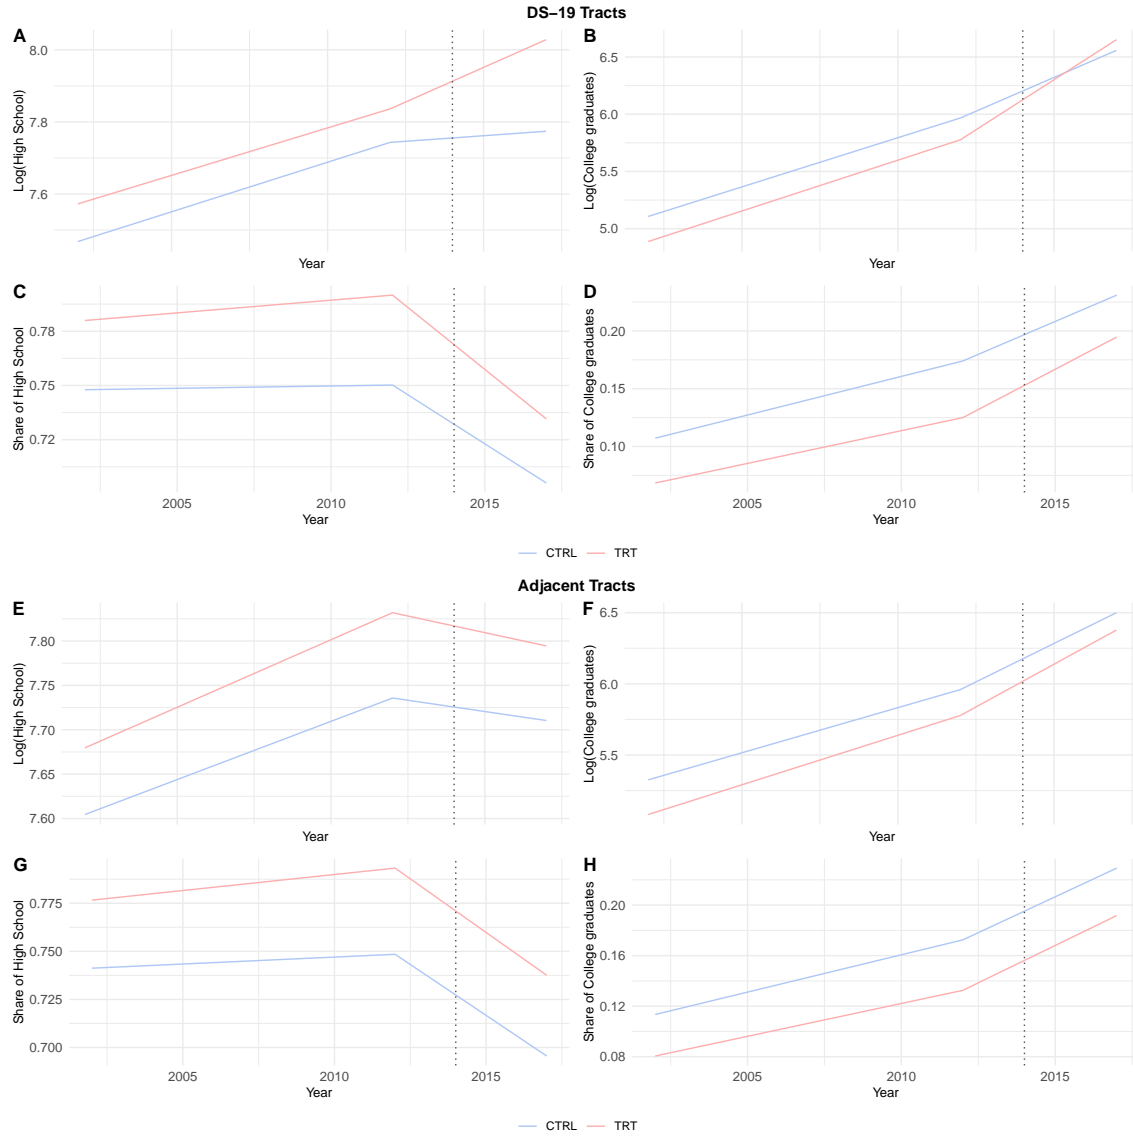 DS−19 Tracts
A
Log(High School)
8.0
7.8
7.6
Year
B
Log(College graduates)
6.5
6.0
5.5
5.0
Year
C
Share of High School
0.78
0.75
0.72
2005 2010 2015
Year
D
Share of College graduates
0.20
0.15
0.10
2005 2010 2015
Year
CTRL TRT
Adjacent Tracts
E
Log(High School)
7.80
7.75
7.70
7.65
7.60
Year
F
Log(College graduates)
6.5
6.0
5.5
Year
G
Share of High School
0.775
0.750
0.725
0.700
2005 2010 2015
Year
H
Share of College graduates
0.20
0.16
0.12
0.08
2005 2010 2015
Year
CTRL TRT